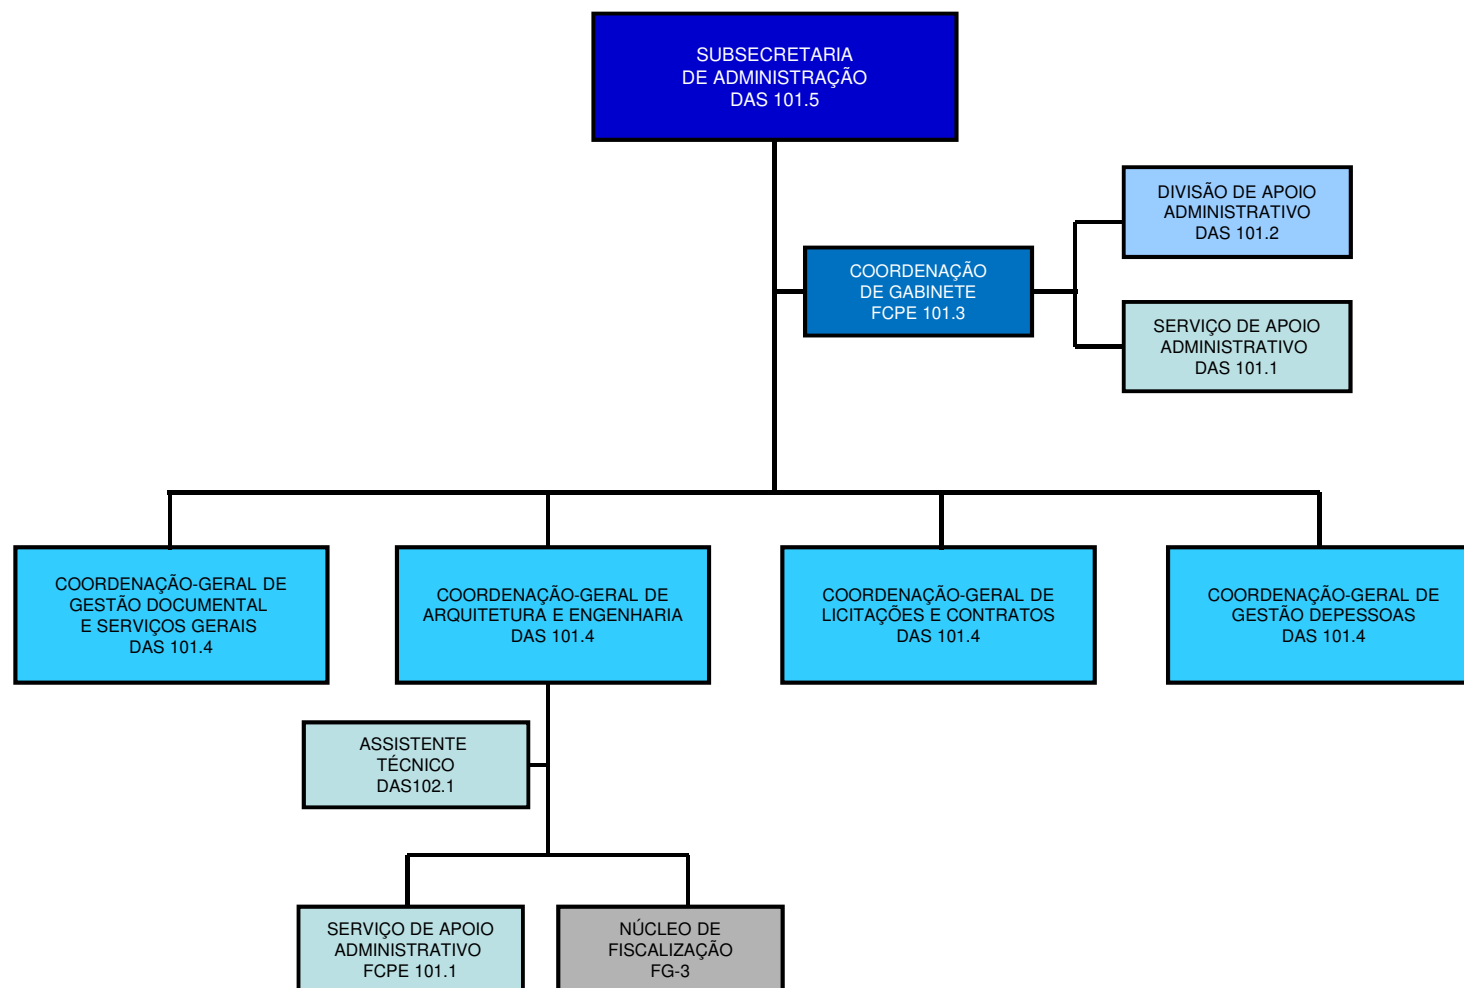 SUBSECRETARIA
DE ADMINISTRAÇÃO
DAS 101.5
DIVISÃO DE APOIO
ADMINISTRATIVO
DAS 101.2
COORDENAÇÃO
DE GABINETE
FCPE 101.3
SERVIÇO DE APOIO
ADMINISTRATIVO
DAS 101.1
COORDENAÇÃO-GERAL DE
GESTÃO DOCUMENTAL
E SERVIÇOS GERAIS
DAS 101.4
COORDENAÇÃO-GERAL DE
ARQUITETURA E ENGENHARIA
DAS 101.4
COORDENAÇÃO-GERAL DE
LICITAÇÕES E CONTRATOS
DAS 101.4
COORDENAÇÃO-GERAL DE
GESTÃO DEPESSOAS
DAS 101.4
ASSISTENTE
TÉCNICO
DAS102.1
SERVIÇO DE APOIO
ADMINISTRATIVO
FCPE 101.1
NÚCLEO DE
FISCALIZAÇÃO
FG-3